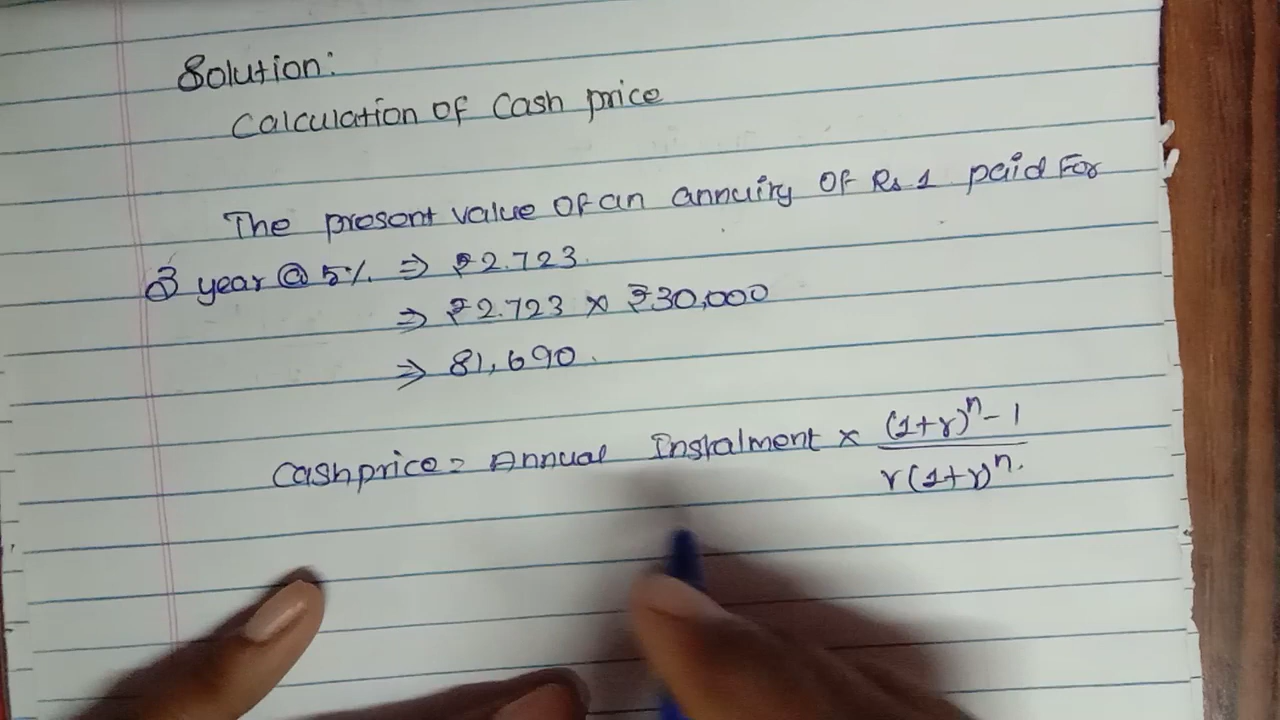 Solution:
Calculation of Cash price
The present value of an annuiry of Rs 1 paid For
3 year @ 5% ⇒ ₹2.723.
⇒ ₹2.723 × ₹30,000
⇒ 81,690.
Cashprice = Annual Instalment × (1+r)^n - 1 / r(1+r)^n.